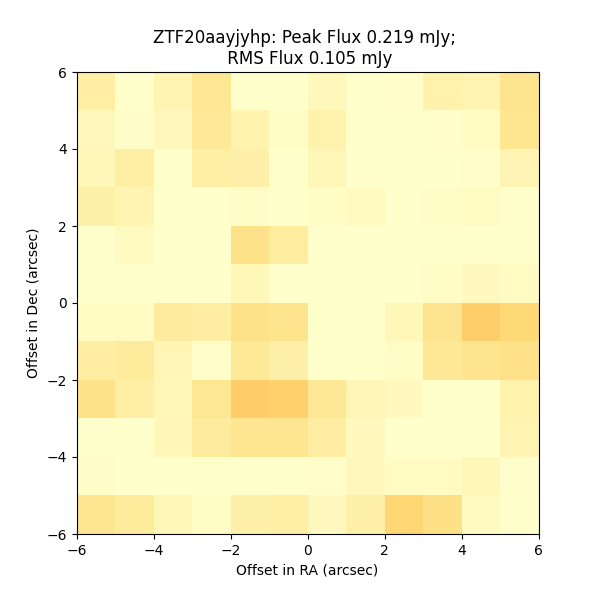 ZTF20aayjyhp: Peak Flux 0.219 mJy;
RMS Flux 0.105 mJy
6
4
2
0
−2
−4
−6
Offset in Dec (arcsec)
−6 −4 −2 0 2 4 6
Offset in RA (arcsec)